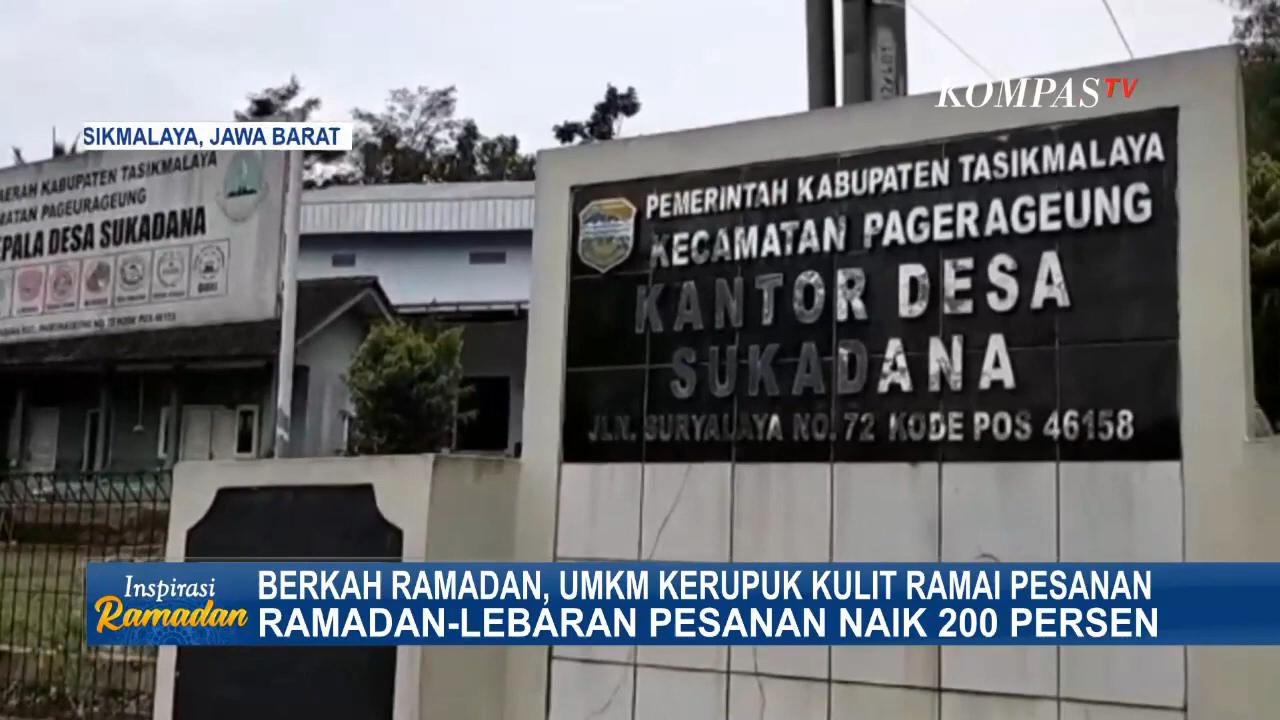 KOMPASTV
SIKMALAYA, JAWA BARAT
AERAH KABUPATEN TASIKMALAYA
MATAN PAGEURAGEUNG
EPALA DESA SUKADANA
PEMERINTAH KABUPATEN TASIKMALAYA
KECAMATAN PAGERAGEUNG
KANTOR DESA
SUKADANA
JLN. SURYALAYA NO. 72 KODE POS 46158
Inspirasi
Ramadan
BERKAH RAMADAN, UMKM KERUPUK KULIT RAMAI PESANAN
RAMADAN-LEBARAN PESANAN NAIK 200 PERSEN